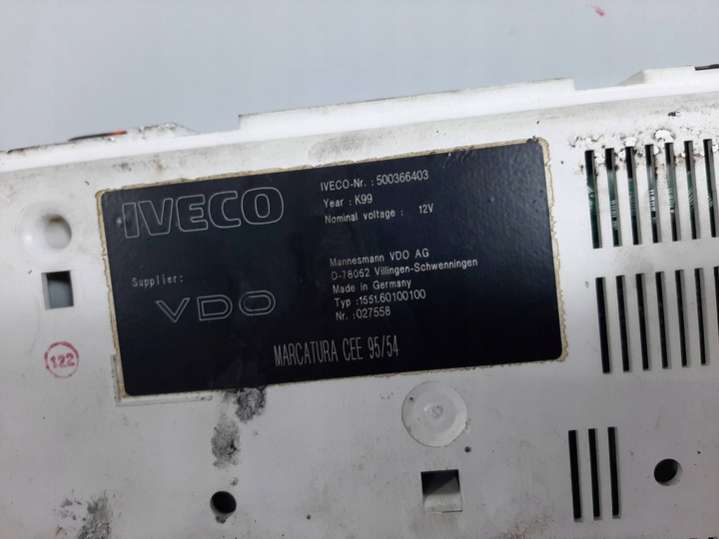 IVECO
IVECO-Nr. : 500366403
Year : K99
Nominal voltage : 12V
Supplier:
VDO
Mannesmann VDO AG
D-78052 Villingen-Schwenningen
Made in Germany
Typ :1551.60100100
Nr. :027558
MARCATURA CEE 95/54
122